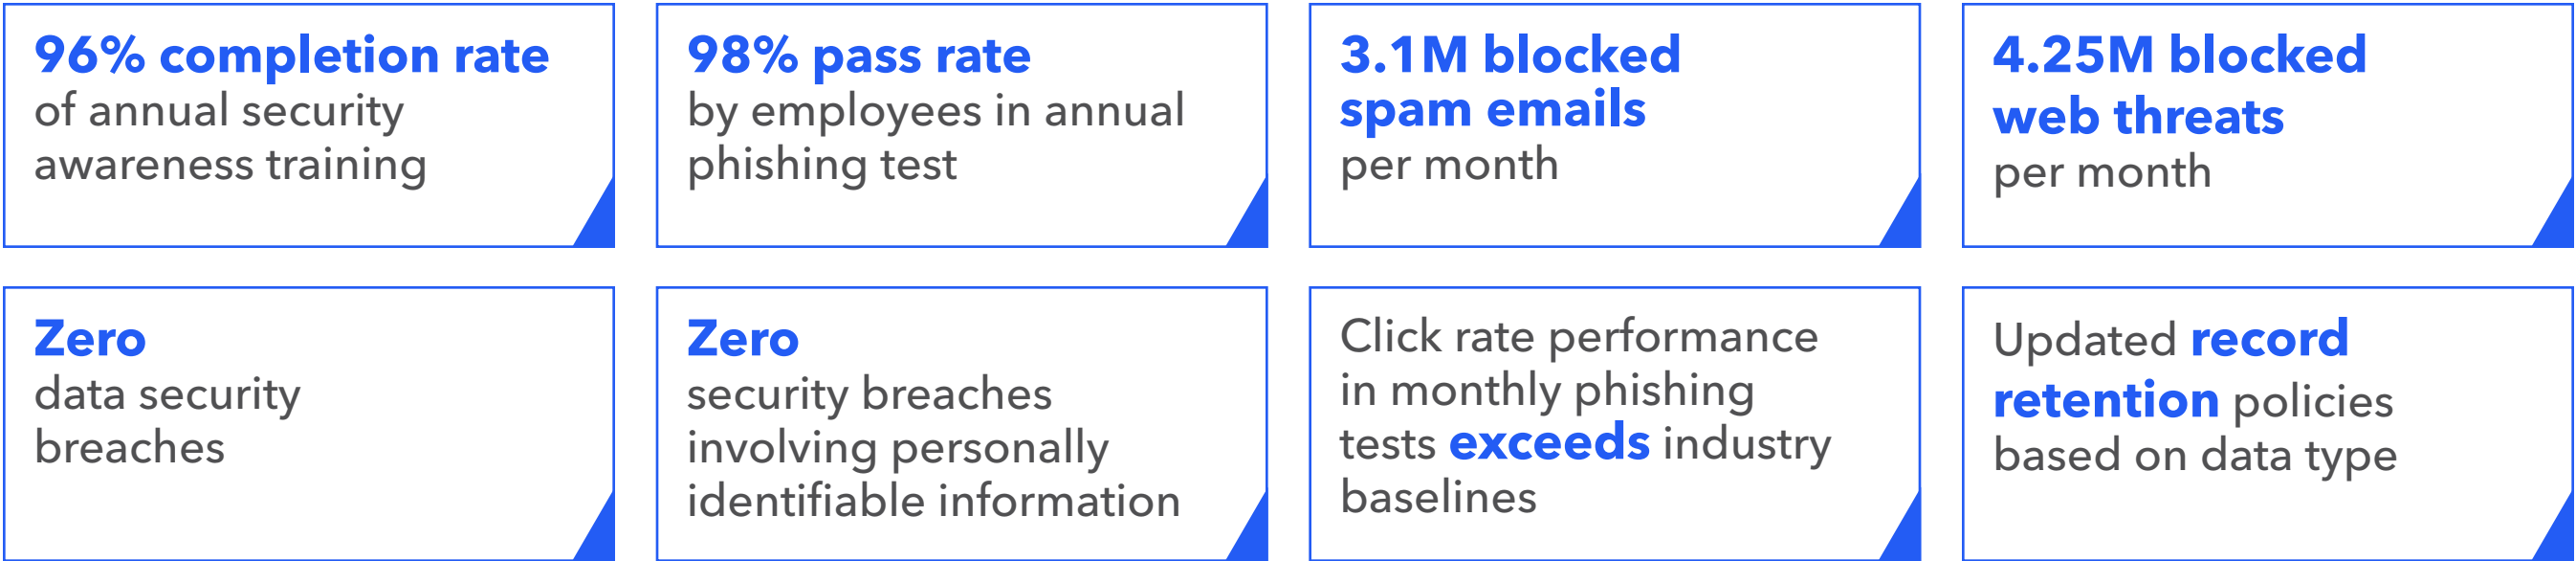 96% completion rate
of annual security
awareness training
98% pass rate
by employees in annual
phishing test
3.1M blocked
spam emails
per month
4.25M blocked
web threats
per month
Zero
data security
breaches
Zero
security breaches
involving personally
identifiable information
Click rate performance
in monthly phishing
tests exceeds industry
baselines
Updated record
retention policies
based on data type